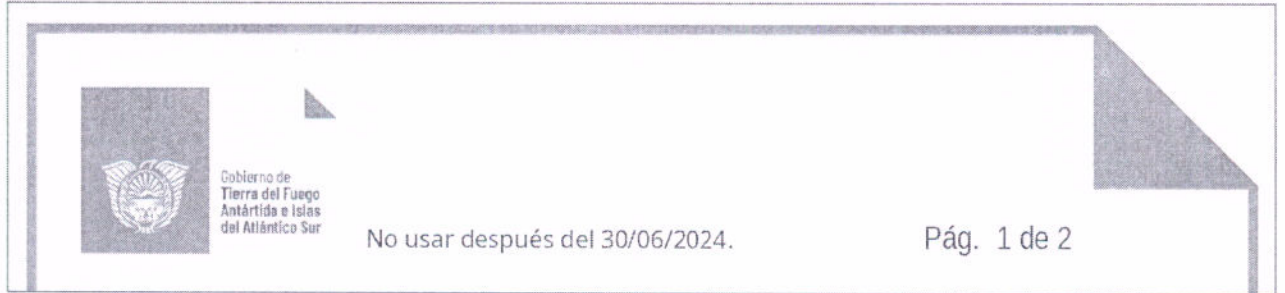 Gobierno de
Tierra del Fuego
Antártida e Islas
del Atlántico Sur
No usar después del 30/06/2024.
Pág. 1 de 2